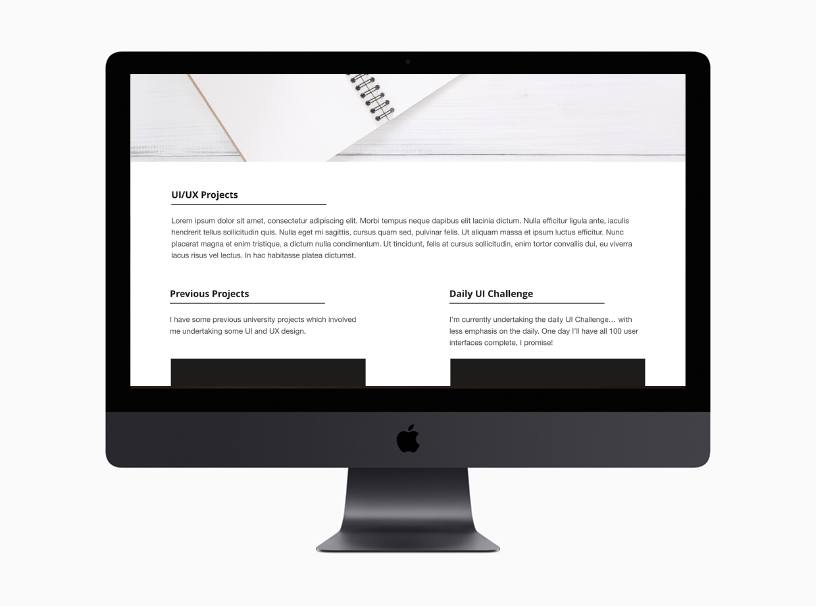 UI/UX Projects
Lorem ipsum dolor sit amet, consectetur adipiscing elit. Morbi tempus neque dapibus elit lacinia dictum. Nulla efficitur ligula ante, iaculis
hendrerit tellus sollicitudin quis. Nulla eget mi sagittis, cursus quam sed, pulvinar felis. Ut aliquam massa et ipsum luctus efficitur. Nunc
placerat magna et enim tristique, a dictum nulla condimentum. Ut tincidunt, felis at cursus sollicitudin, enim tortor convallis dui, eu viverra
lacus risus vel lectus. In hac habitasse platea dictumst.
Previous Projects
I have some previous university projects which involved
me undertaking some UI and UX design.
Daily UI Challenge
I'm currently undertaking the daily UI Challenge... with
less emphasis on the daily. One day I'll have all 100 user
interfaces complete, I promise!